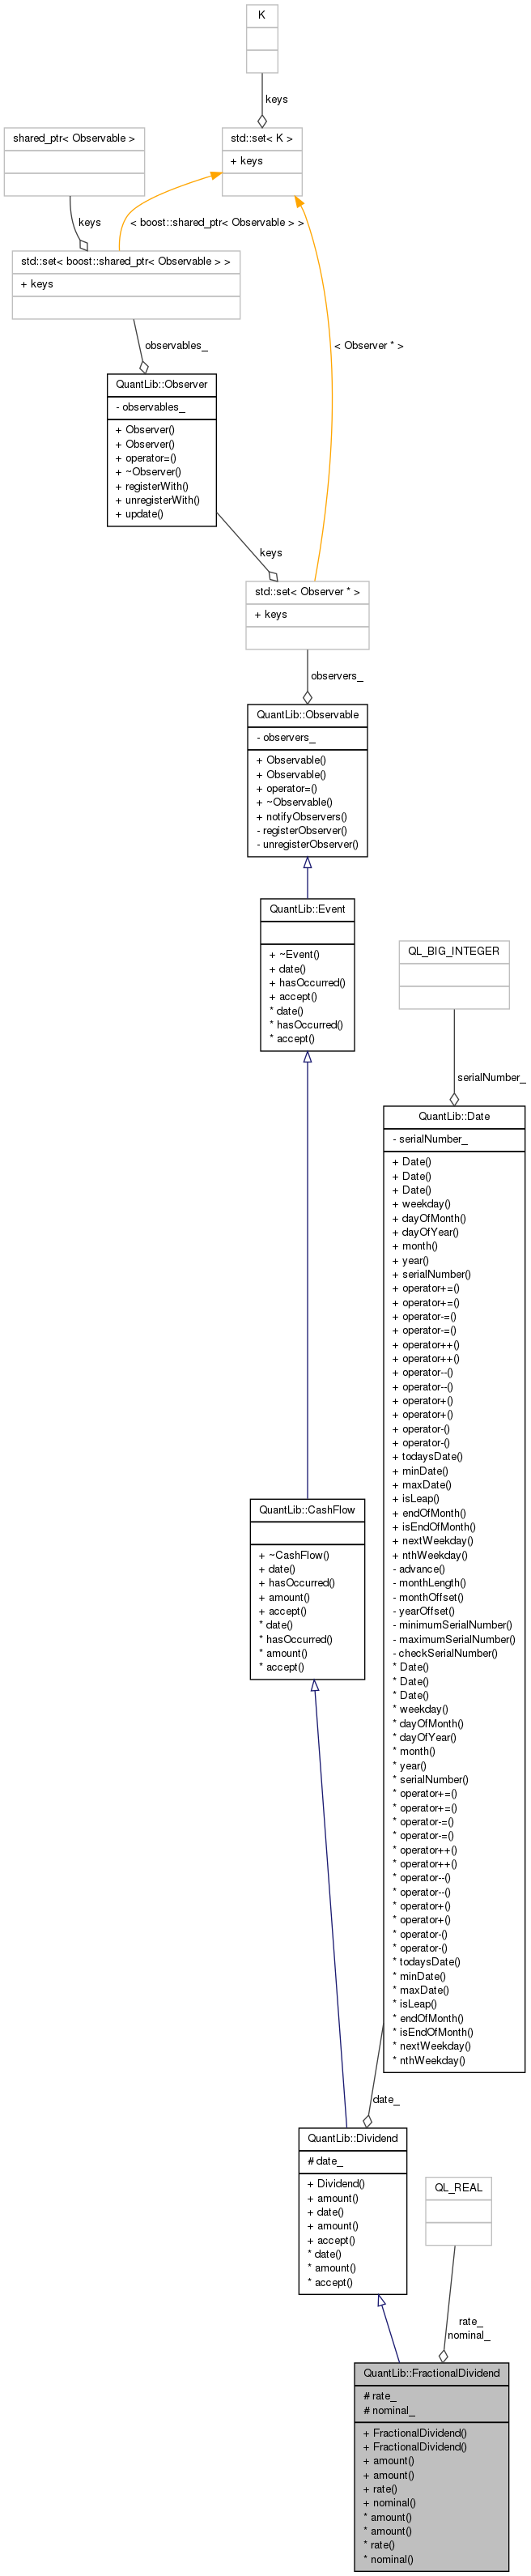 K
keys
std::set< K >
+ keys
shared_ptr< Observable >
keys
< boost::shared_ptr< Observable > >
std::set< boost::shared_ptr< Observable > >
+ keys
< Observer * >
observables_
QuantLib::Observer
- observables_
+ Observer()
+ Observer()
+ operator=()
+ ~Observer()
+ registerWith()
+ unregisterWith()
+ update()
keys
std::set< Observer * >
+ keys
observers_
QuantLib::Observable
- observers_
+ Observable()
+ Observable()
+ operator=()
+ ~Observable()
+ notifyObservers()
- registerObserver()
- unregisterObserver()
QuantLib::Event
+ ~Event()
+ date()
+ hasOccurred()
+ accept()
* date()
* hasOccurred()
* accept()
QL_BIG_INTEGER
serialNumber_
QuantLib::Date
- serialNumber_
+ Date()
+ Date()
+ Date()
+ weekday()
+ dayOfMonth()
+ dayOfYear()
+ month()
+ year()
+ serialNumber()
+ operator+=()
+ operator+=()
+ operator-=()
+ operator-=()
+ operator++()
+ operator++()
+ operator--()
+ operator--()
+ operator+()
+ operator+()
+ operator-()
+ operator-()
+ todaysDate()
+ minDate()
+ maxDate()
+ isLeap()
+ endOfMonth()
+ isEndOfMonth()
+ nextWeekday()
+ nthWeekday()
- advance()
- monthLength()
- monthOffset()
- yearOffset()
- minimumSerialNumber()
- maximumSerialNumber()
- checkSerialNumber()
* Date()
* Date()
* Date()
* weekday()
* dayOfMonth()
* dayOfYear()
* month()
* year()
* serialNumber()
* operator+=()
* operator+=()
* operator-=()
* operator-=()
* operator++()
* operator++()
* operator--()
* operator--()
* operator+()
* operator+()
* operator-()
* operator-()
* todaysDate()
* minDate()
* maxDate()
* isLeap()
* endOfMonth()
* isEndOfMonth()
* nextWeekday()
* nthWeekday()
QuantLib::CashFlow
+ ~CashFlow()
+ date()
+ hasOccurred()
+ amount()
+ accept()
* date()
* hasOccurred()
* amount()
* accept()
date_
QuantLib::Dividend
# date_
+ Dividend()
+ amount()
+ date()
+ amount()
+ accept()
* date()
* amount()
* accept()
QL_REAL
rate_
nominal_
QuantLib::FractionalDividend
# rate_
# nominal_
+ FractionalDividend()
+ FractionalDividend()
+ amount()
+ amount()
+ rate()
+ nominal()
* amount()
* amount()
* rate()
* nominal()